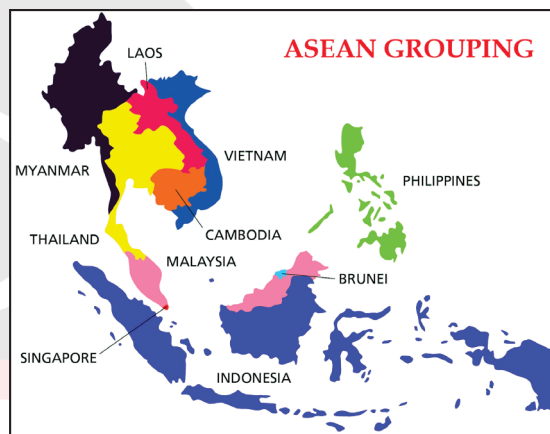 ASEAN GROUPING
LAOS
VIETNAM
MYANMAR
PHILIPPINES
CAMBODIA
THAILAND
MALAYSIA
BRUNEI
SINGAPORE
INDONESIA